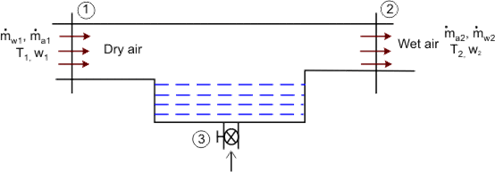 ①
②
ṁw1, ṁa1
T1, w1
Dry air
Wet air
ṁa2, ṁw2
T2, w2
③